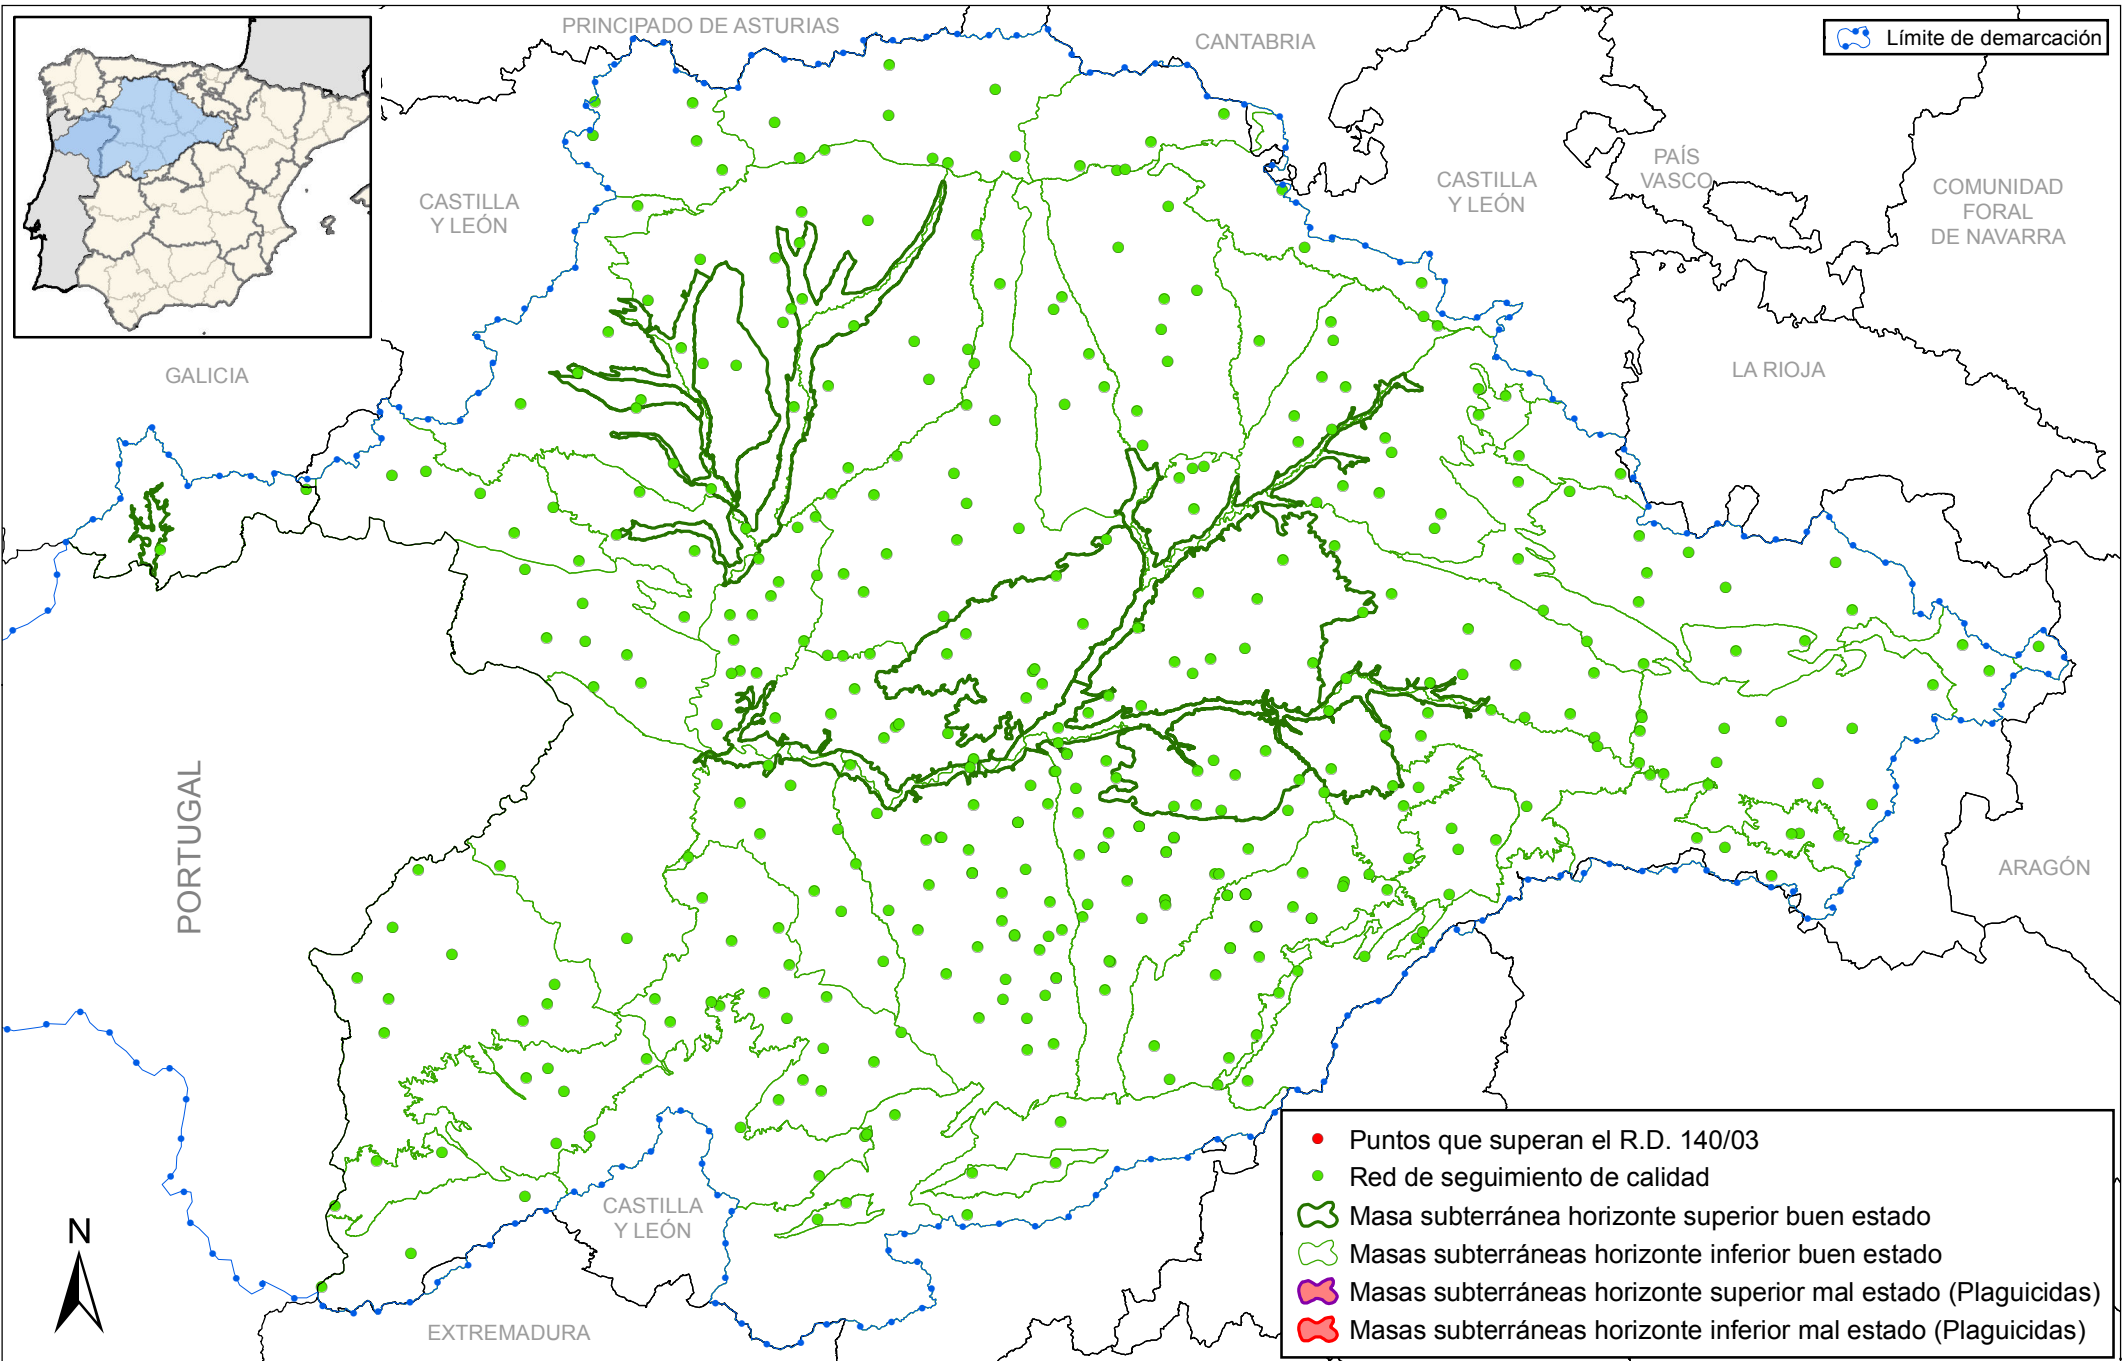 PRINCIPADO DE ASTURIAS
CANTABRIA
Límite de demarcación
PAÍS
VASCO
CASTILLA
Y LEÓN
CASTILLA
Y LEÓN
COMUNIDAD
FORAL
DE NAVARRA
GALICIA
LA RIOJA
PORTUGAL
ARAGÓN
CASTILLA
Y LEÓN
EXTREMADURA
N
Puntos que superan el R.D. 140/03
Red de seguimiento de calidad
Masa subterránea horizonte superior buen estado
Masas subterráneas horizonte inferior buen estado
Masas subterráneas horizonte superior mal estado (Plaguicidas)
Masas subterráneas horizonte inferior mal estado (Plaguicidas)